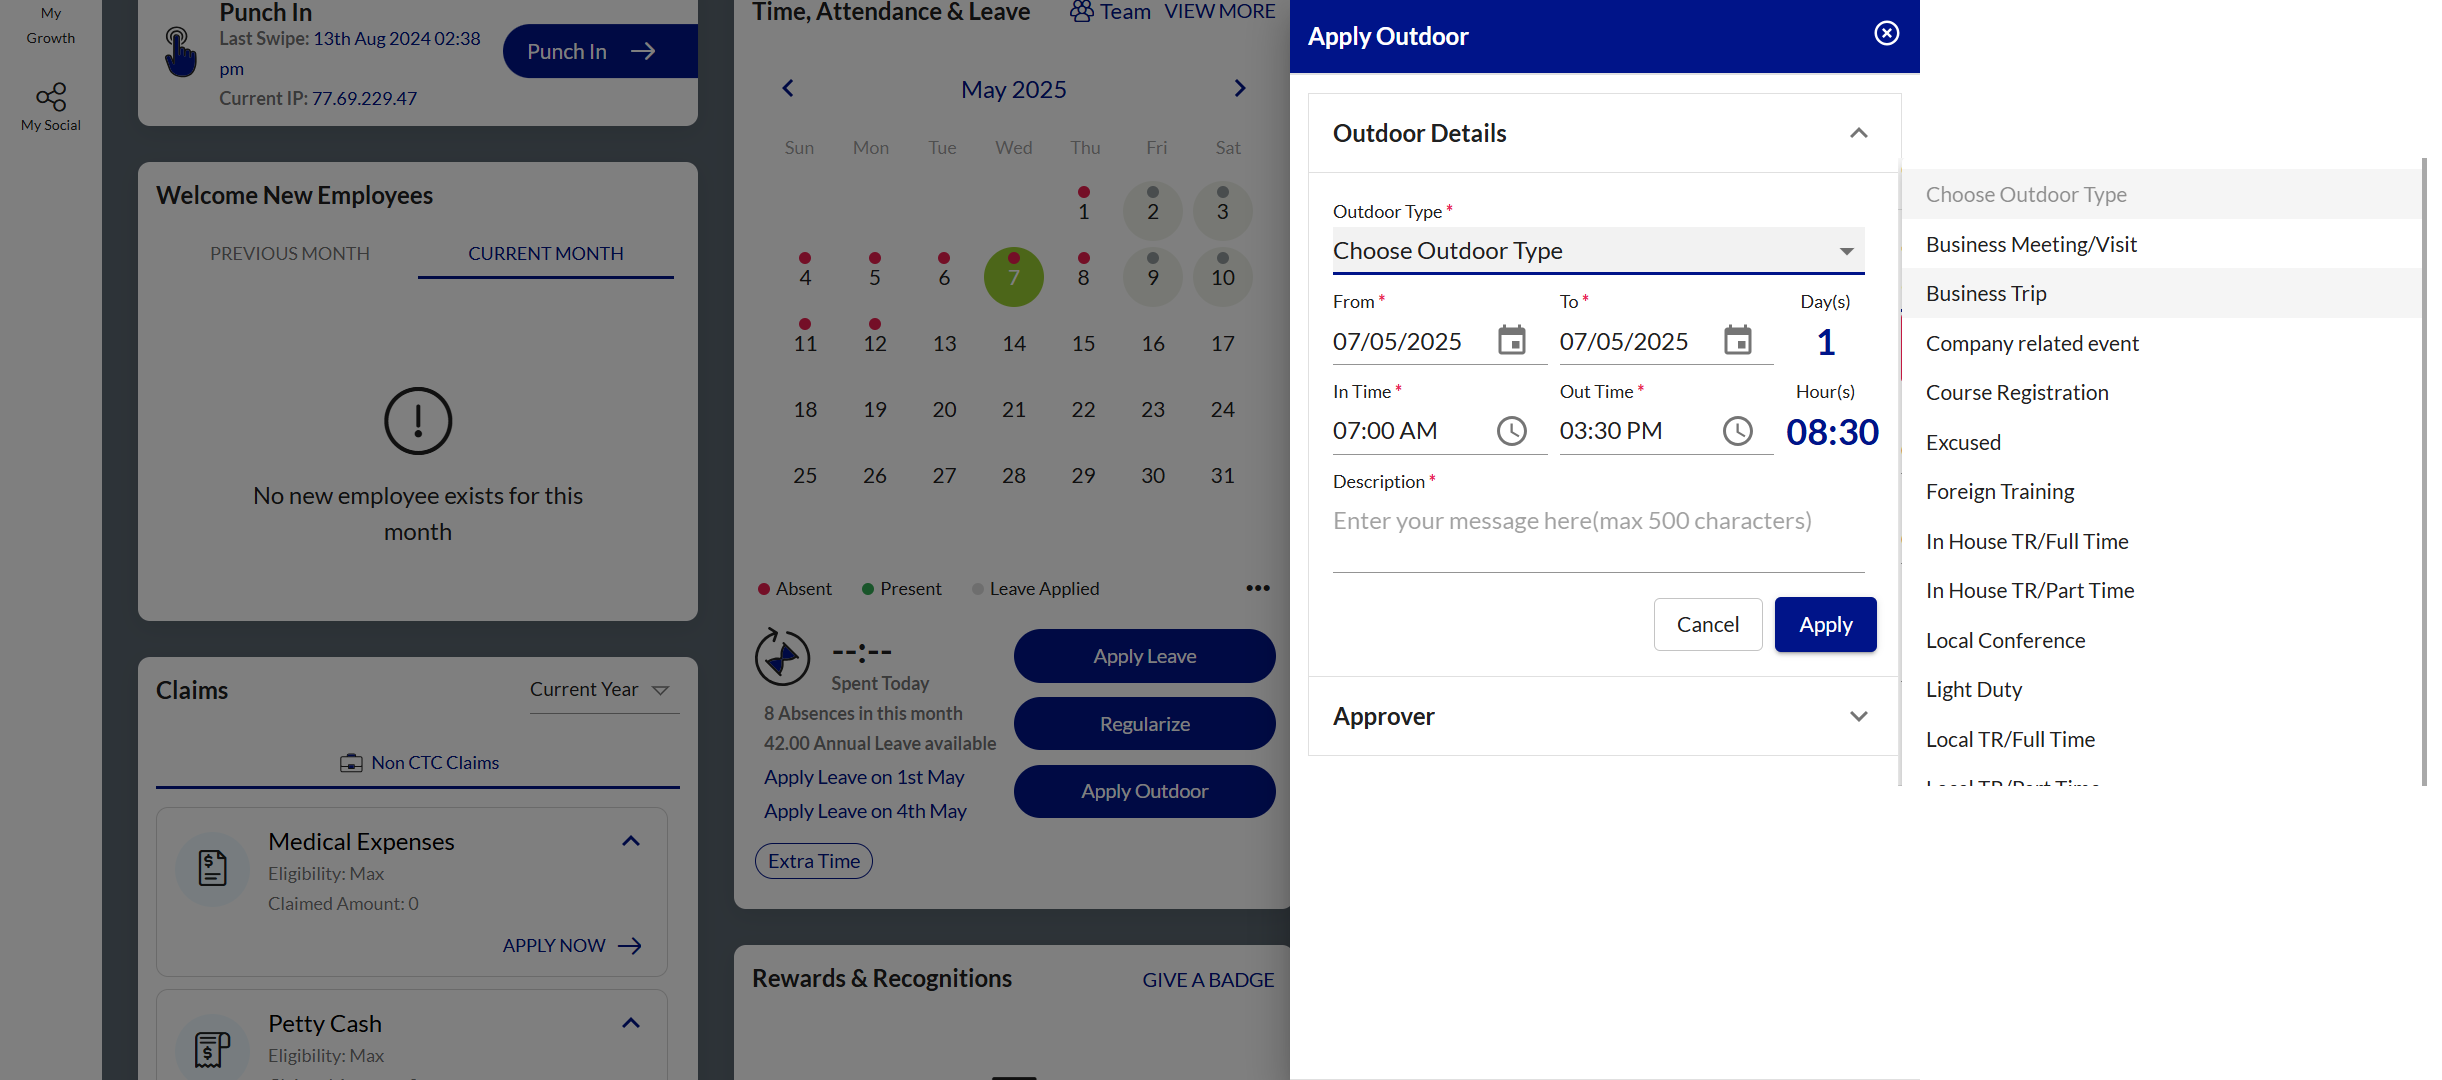 My
Growth
My Social
Punch In
Last Swipe: 13th Aug 2024 02:38
pm
Current IP: 77.69.229.47
Punch In
Welcome New Employees
PREVIOUS MONTH
CURRENT MONTH
No new employee exists for this
month
Claims
Current Year
Non CTC Claims
Medical Expenses
Eligibility: Max
Claimed Amount: 0
APPLY NOW
Petty Cash
Eligibility: Max
Time, Attendance & Leave
Team
VIEW MORE
May 2025
Sun Mon Tue Wed Thu Fri Sat
1 2 3
4 5 6 7 8 9 10
11 12 13 14 15 16 17
18 19 20 21 22 23 24
25 26 27 28 29 30 31
Absent
Present
Leave Applied
--:--
Spent Today
8 Absences in this month
42.00 Annual Leave available
Apply Leave on 1st May
Apply Leave on 4th May
Extra Time
Apply Leave
Regularize
Apply Outdoor
Rewards & Recognitions
GIVE A BADGE
Apply Outdoor
Outdoor Details
Outdoor Type *
Choose Outdoor Type
From *
To *
Day(s)
07/05/2025
07/05/2025
1
In Time *
Out Time *
Hour(s)
07:00 AM
03:30 PM
08:30
Description *
Enter your message here(max 500 characters)
Cancel
Apply
Approver
Choose Outdoor Type
Business Meeting/Visit
Business Trip
Company related event
Course Registration
Excused
Foreign Training
In House TR/Full Time
In House TR/Part Time
Local Conference
Light Duty
Local TR/Full Time
Local TR/Part Time